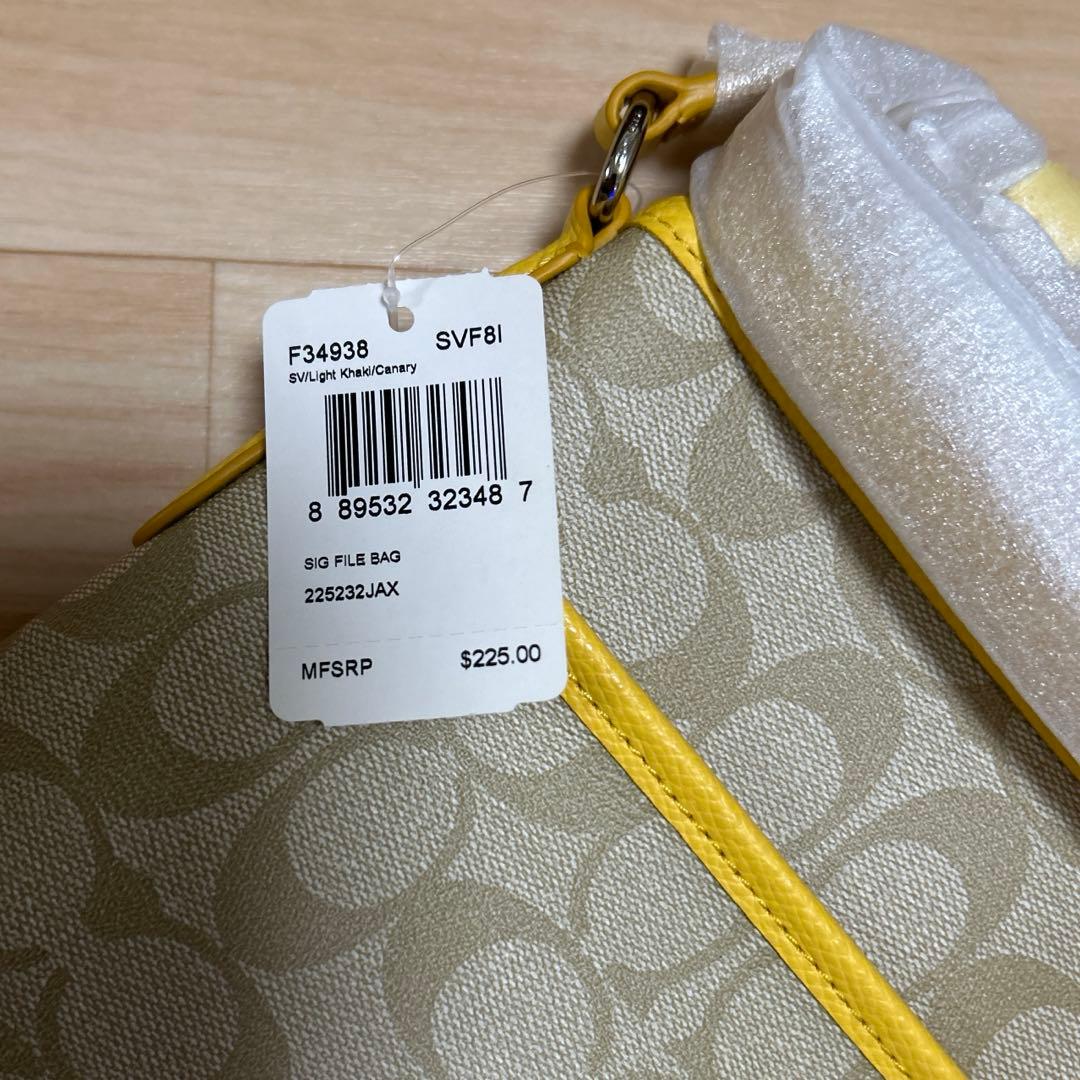 F34938 SVF8I
SV/Light Khaki/Canary
8 89532 32348 7
SIG FILE BAG
225232JAX
MFSRP $225.00